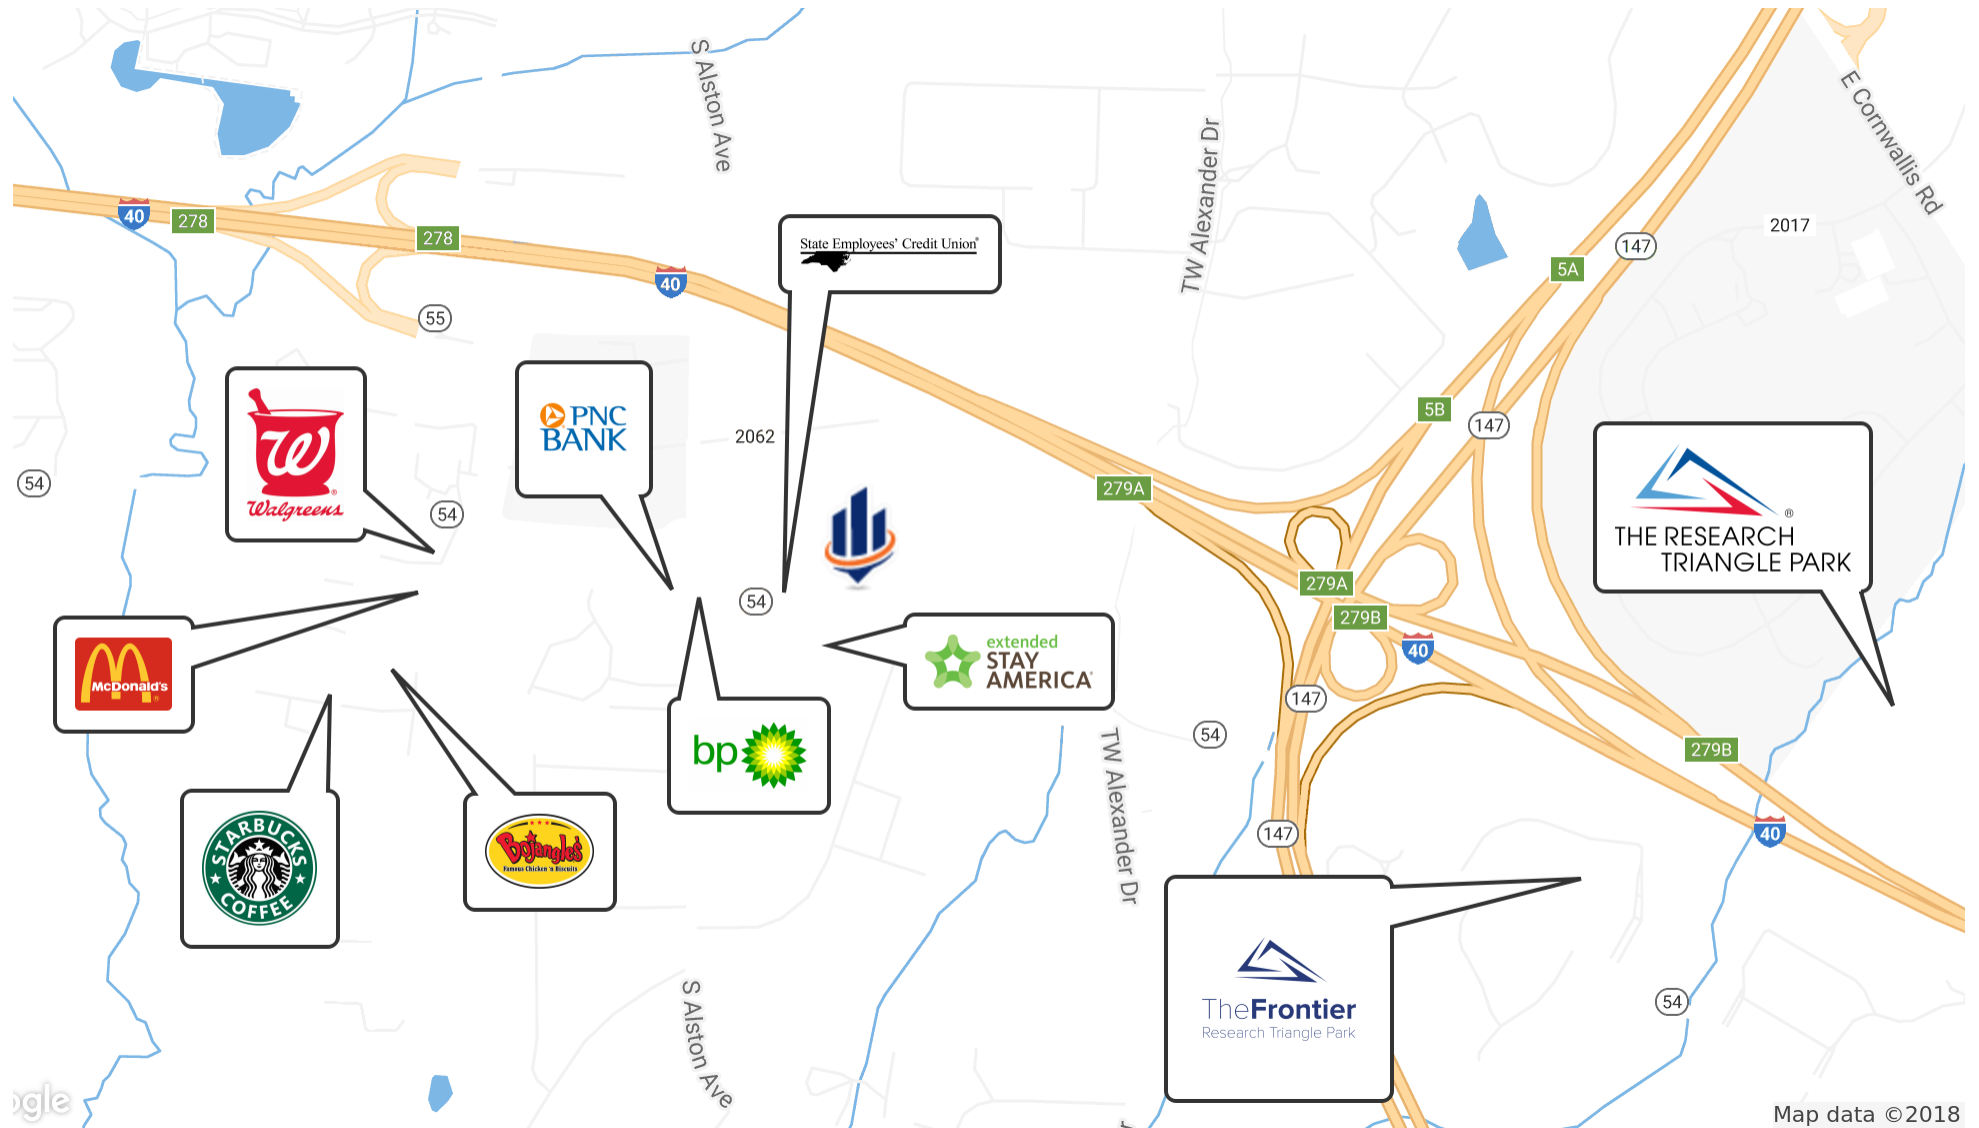 S Alston Ave
E Cornwallis Rd
TW Alexander Dr
40
278
278
2017
147
State Employees' Credit Union®
5A
40
55
5B
147
PNC
BANK
2062
W
Walgreens®
54
279A
54
THE RESEARCH ®
TRIANGLE PARK
279A
54
279B
extended
STAY
AMERICA®
40
McDonald's®
147
TW Alexander Dr
54
279B
bp
STARBUCKS
COFFEE
Bojangles'
Famous Chicken 'n Biscuits
147
40
S Alston Ave
TheFrontier
Research Triangle Park
54
ogle
Map data ©2018